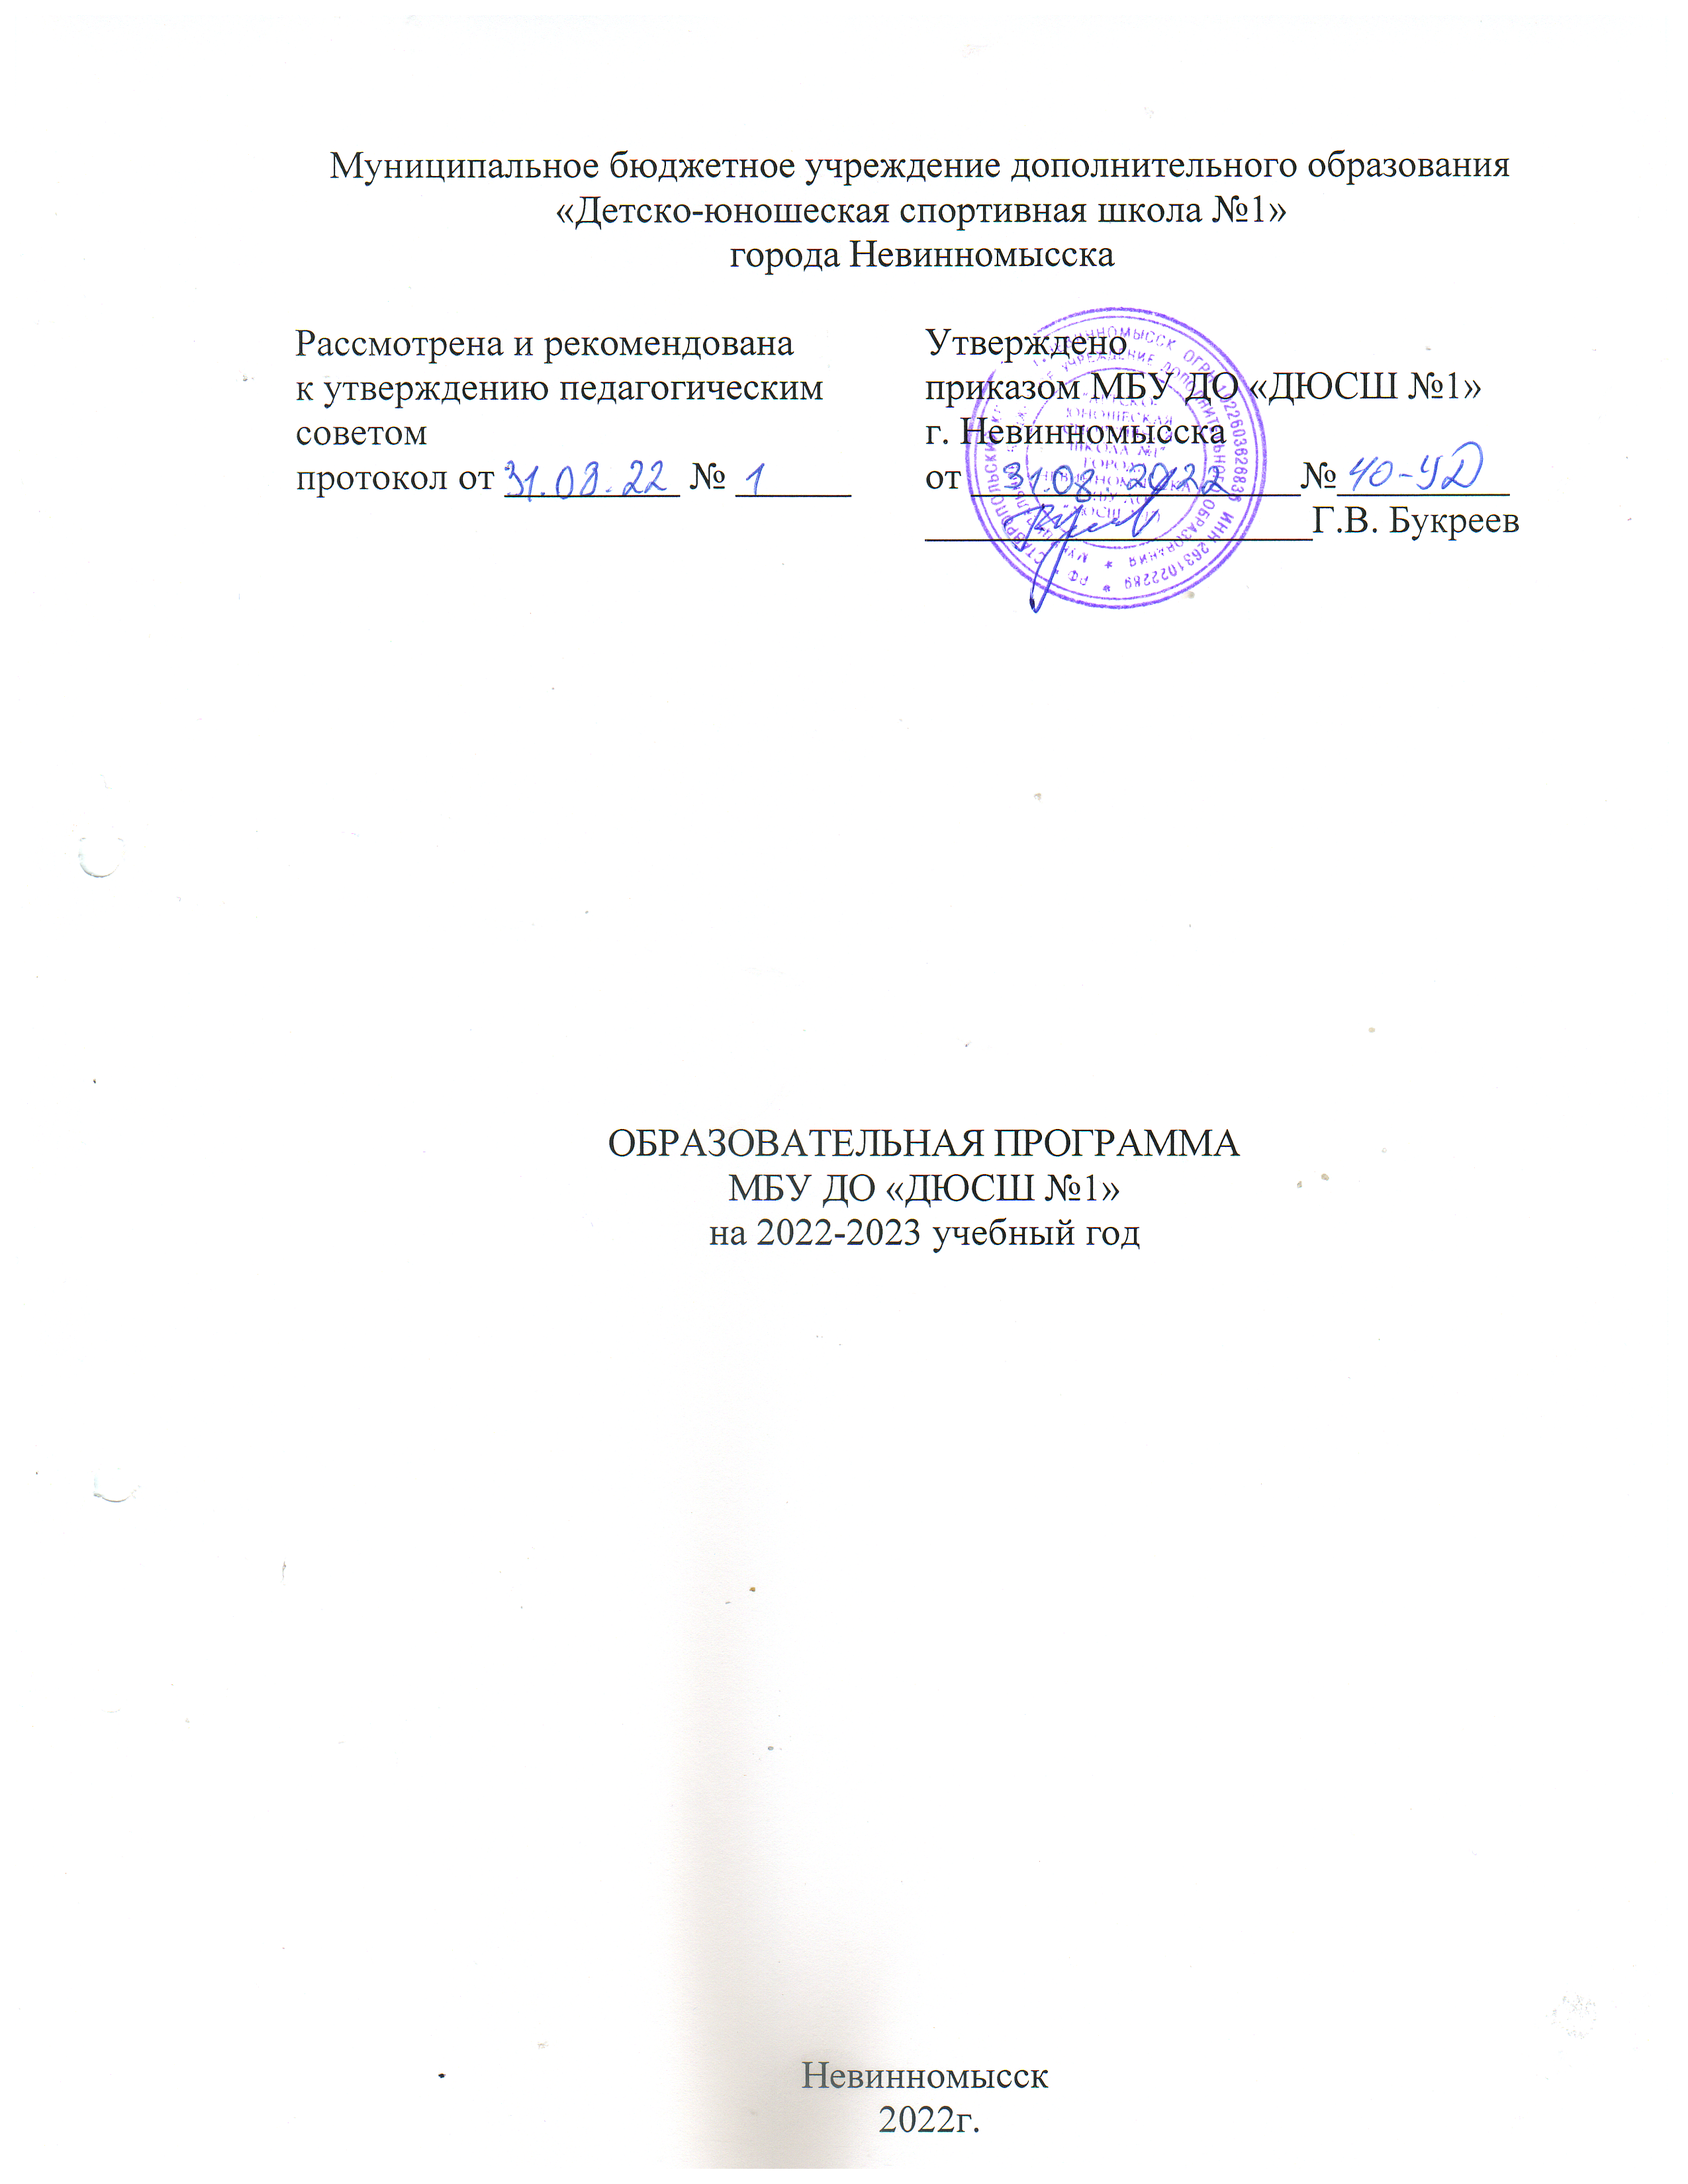 Муниципальное бюджетное учреждение дополнительного образования
«Детско-юношеская спортивная школа №1»
города Невинномысска
Рассмотрена и рекомендована
к утверждению педагогическим
советом
протокол от 31.08.22 № 1
Утверждено
приказом МБУ ДО «ДЮСШ №1»
г. Невинномысска
от 31.08.2022 № 40-УД
Г.В. Букреев
ОБРАЗОВАТЕЛЬНАЯ ПРОГРАММА
МБУ ДО «ДЮСШ №1»
на 2022-2023 учебный год
Невинномысск
2022г.